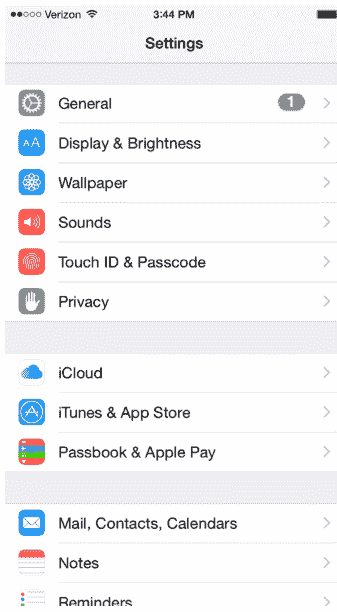 Verizon 3:44 PM
Settings
General 1
Display & Brightness
Wallpaper
Sounds
Touch ID & Passcode
Privacy
iCloud
iTunes & App Store
Passbook & Apple Pay
Mail, Contacts, Calendars
Notes
Reminders